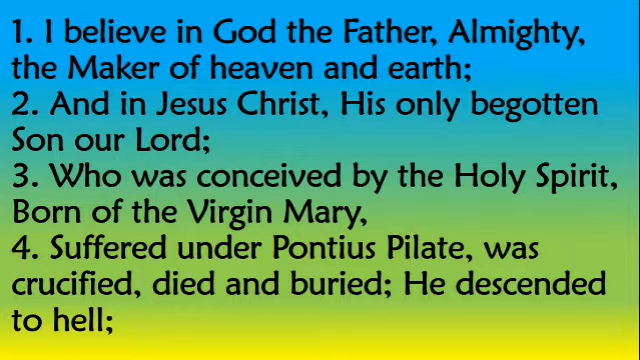 1. I believe in God the Father, Almighty,
the Maker of heaven and earth;
2. And in Jesus Christ, His only begotten
Son our Lord;
3. Who was conceived by the Holy Spirit,
Born of the Virgin Mary,
4. Suffered under Pontius Pilate, was
crucified, died and buried; He descended
to hell;